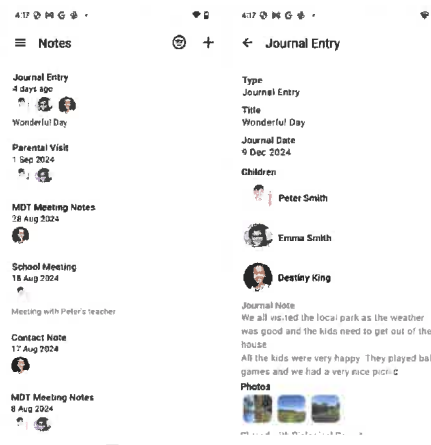 4:17
Notes
Journal Entry
4 days ago
Wonderful Day
Parental Visit
1 Sep 2024
MDT Meeting Notes
28 Aug 2024
School Meeting
18 Aug 2024
Meeting with Peter's teacher
Contact Note
17 Aug 2024
MDT Meeting Notes
8 Aug 2024
4:17
Journal Entry
Type
Journal Entry
Title
Wonderful Day
Journal Date
9 Dec 2024
Children
Peter Smith
Emma Smith
Destiny King
Journal Note
We all visited the local park as the weather
was good and the kids need to get out of the
house
All the kids were very happy. They played bal
games and we had a very nice picnic
Photos